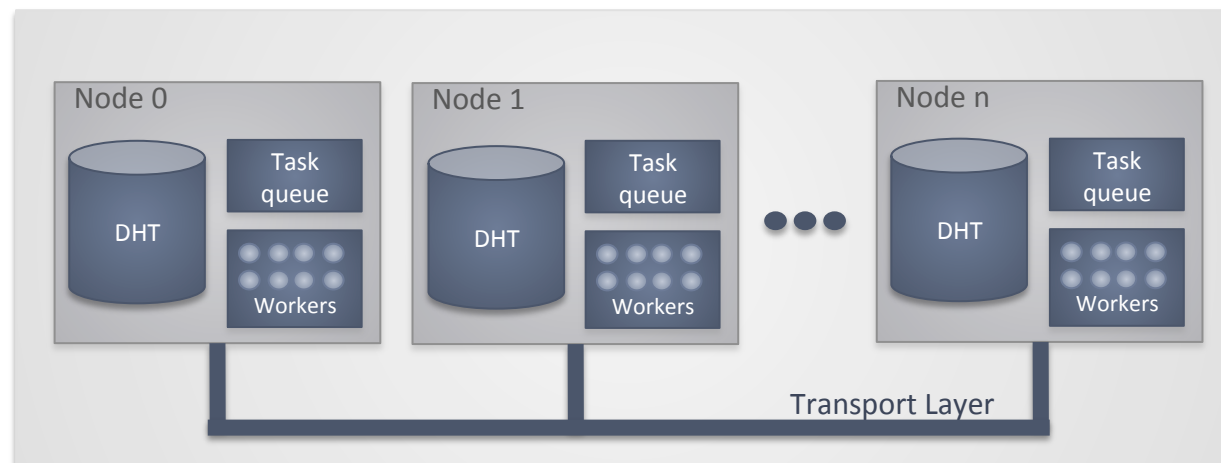 Node 0
Task
queue
DHT
Workers
Node 1
Task
queue
DHT
Workers
Node n
Task
queue
DHT
Workers
Transport Layer